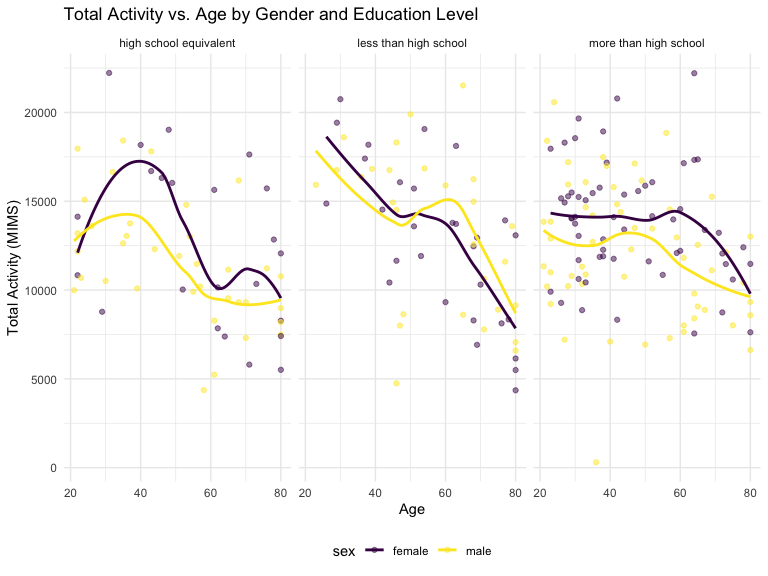 Total Activity vs. Age by Gender and Education Level
high school equivalent
less than high school
more than high school
Total Activity (MIMS)
20000
15000
10000
5000
0
20 40 60 80
20 40 60 80
20 40 60 80
Age
sex female male